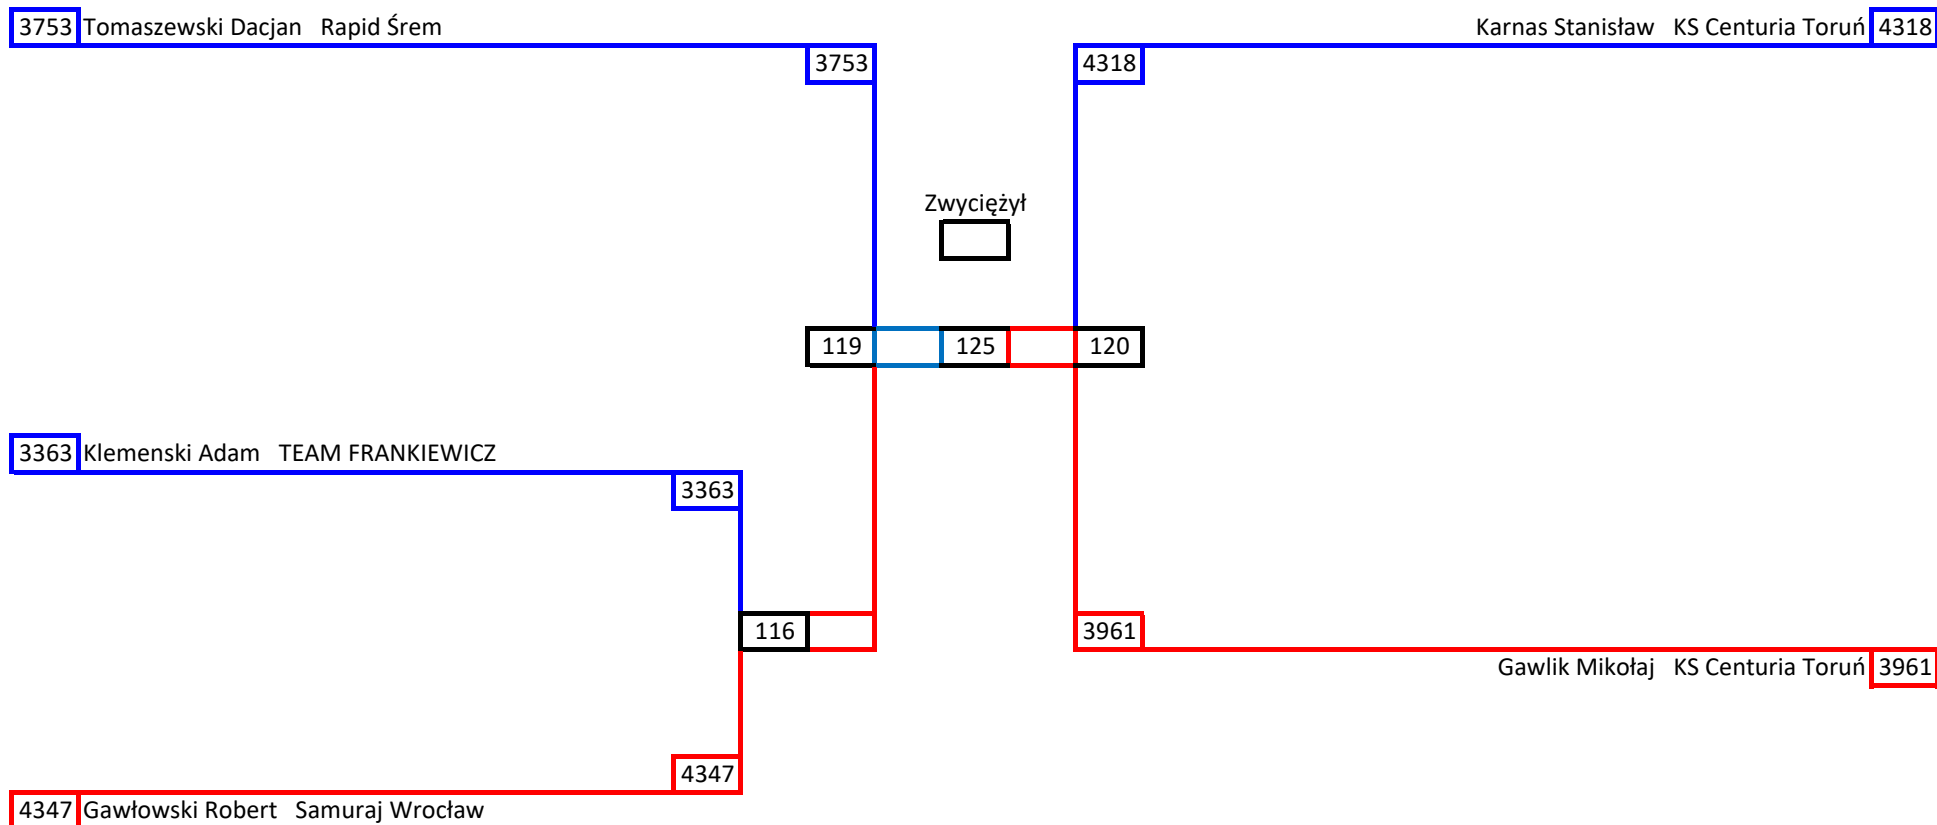 3753 Tomaszewski Dacjan Rapid Śrem
Karnas Stanisław KS Centuria Toruń 4318
3753
4318
Zwyciężył
119 125 120
3363 Klemenski Adam TEAM FRANKIEWICZ
3363
116
3961
Gawlik Mikołaj KS Centuria Toruń 3961
4347
4347 Gawłowski Robert Samuraj Wrocław